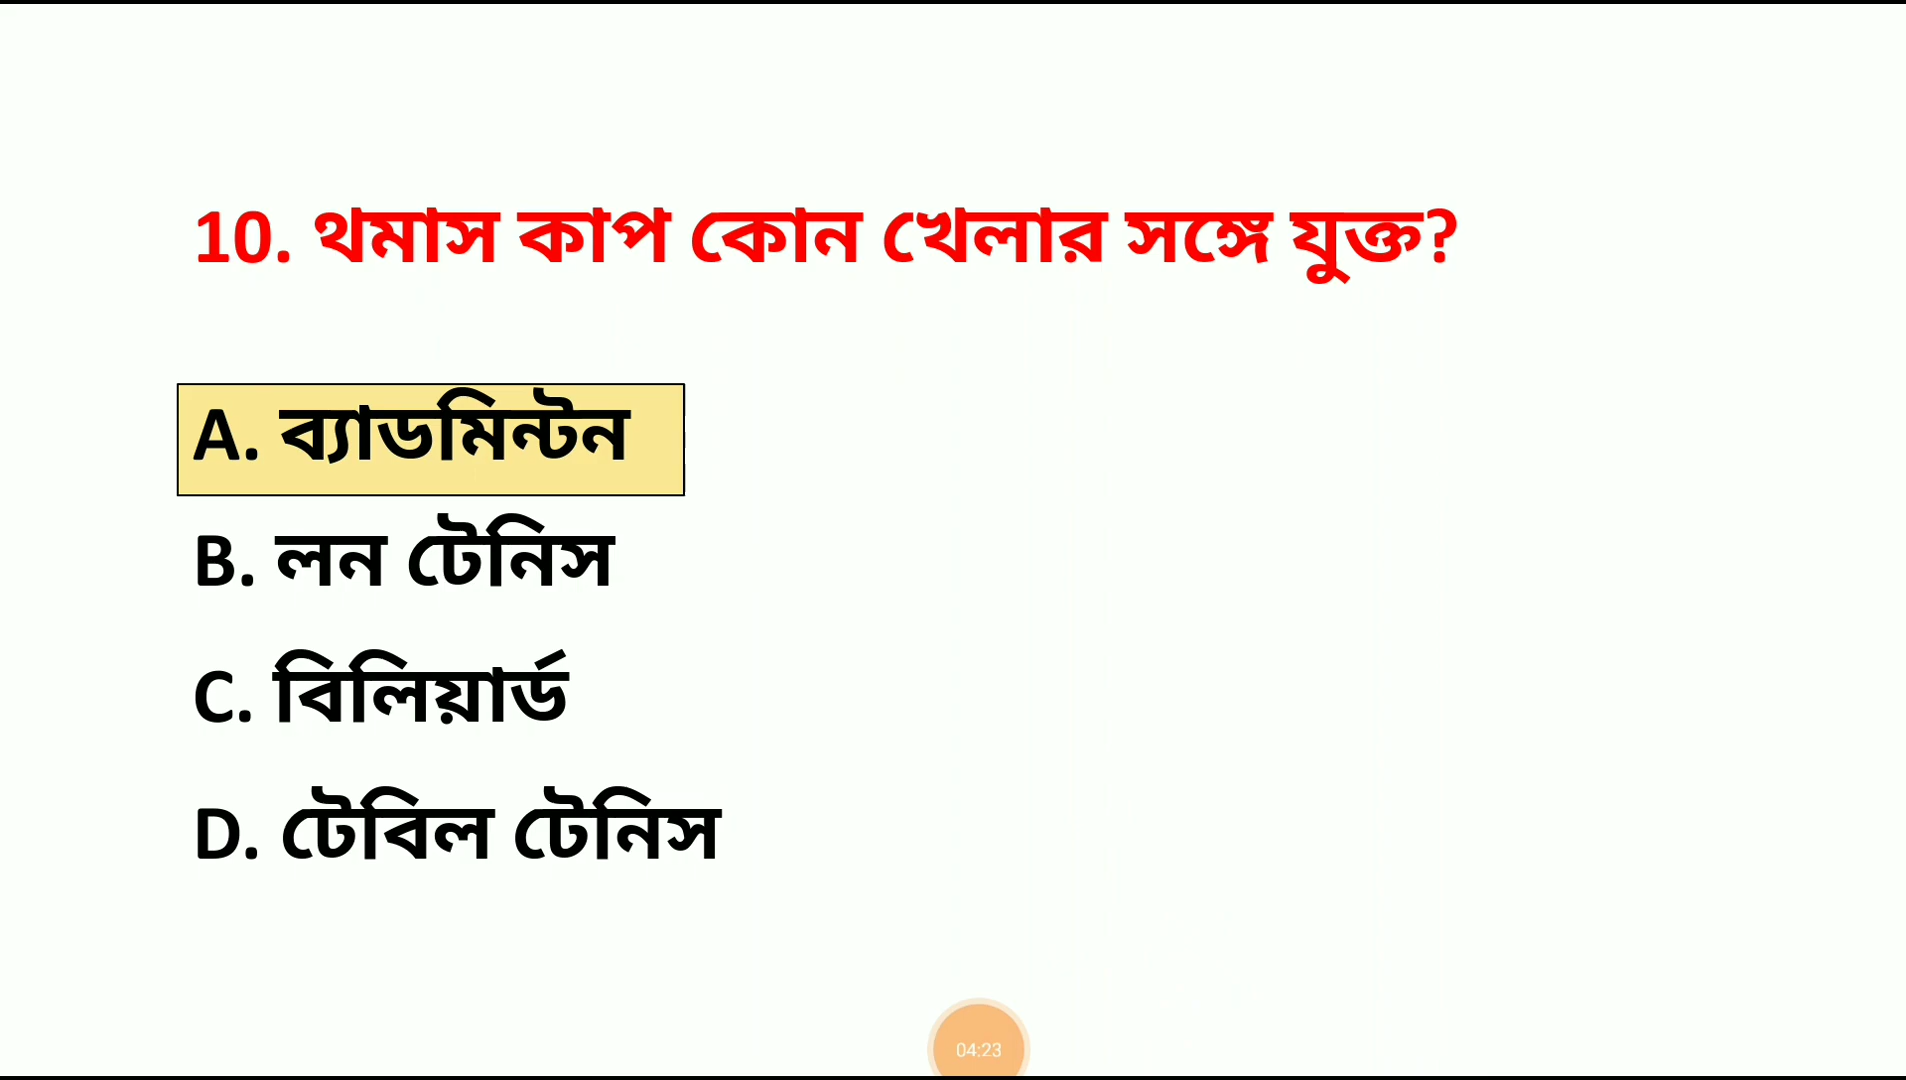 10. থমাস কাপ কোন খেলার সঙ্গে যুক্ত?
A. ব্যাডমিন্টন
B. লন টেনিস
C. বিলিয়ার্ড
D. টেবিল টেনিস
04:23